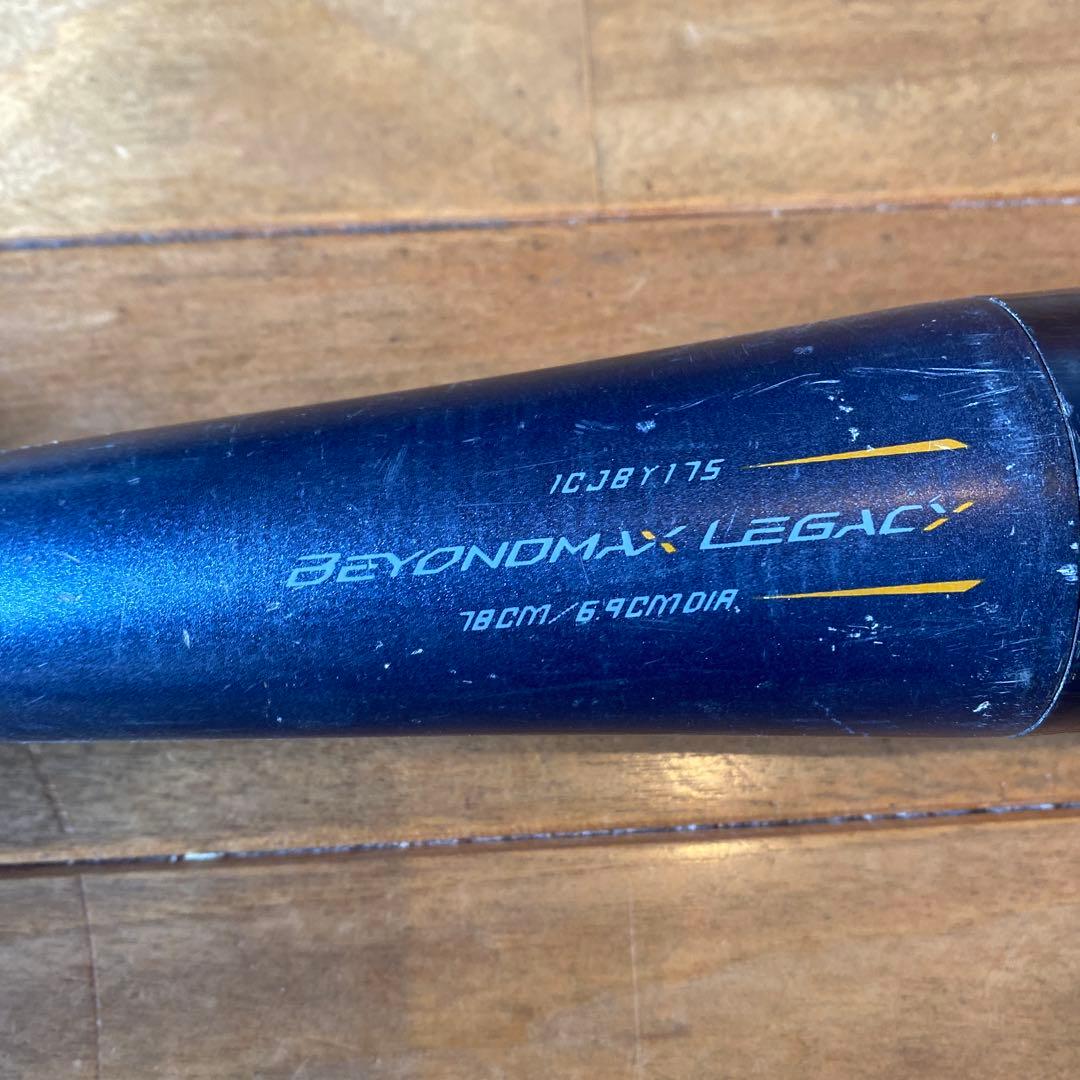 1CJBY175
BEYONDMAX LEGACY
78CM/6.9CM DIA